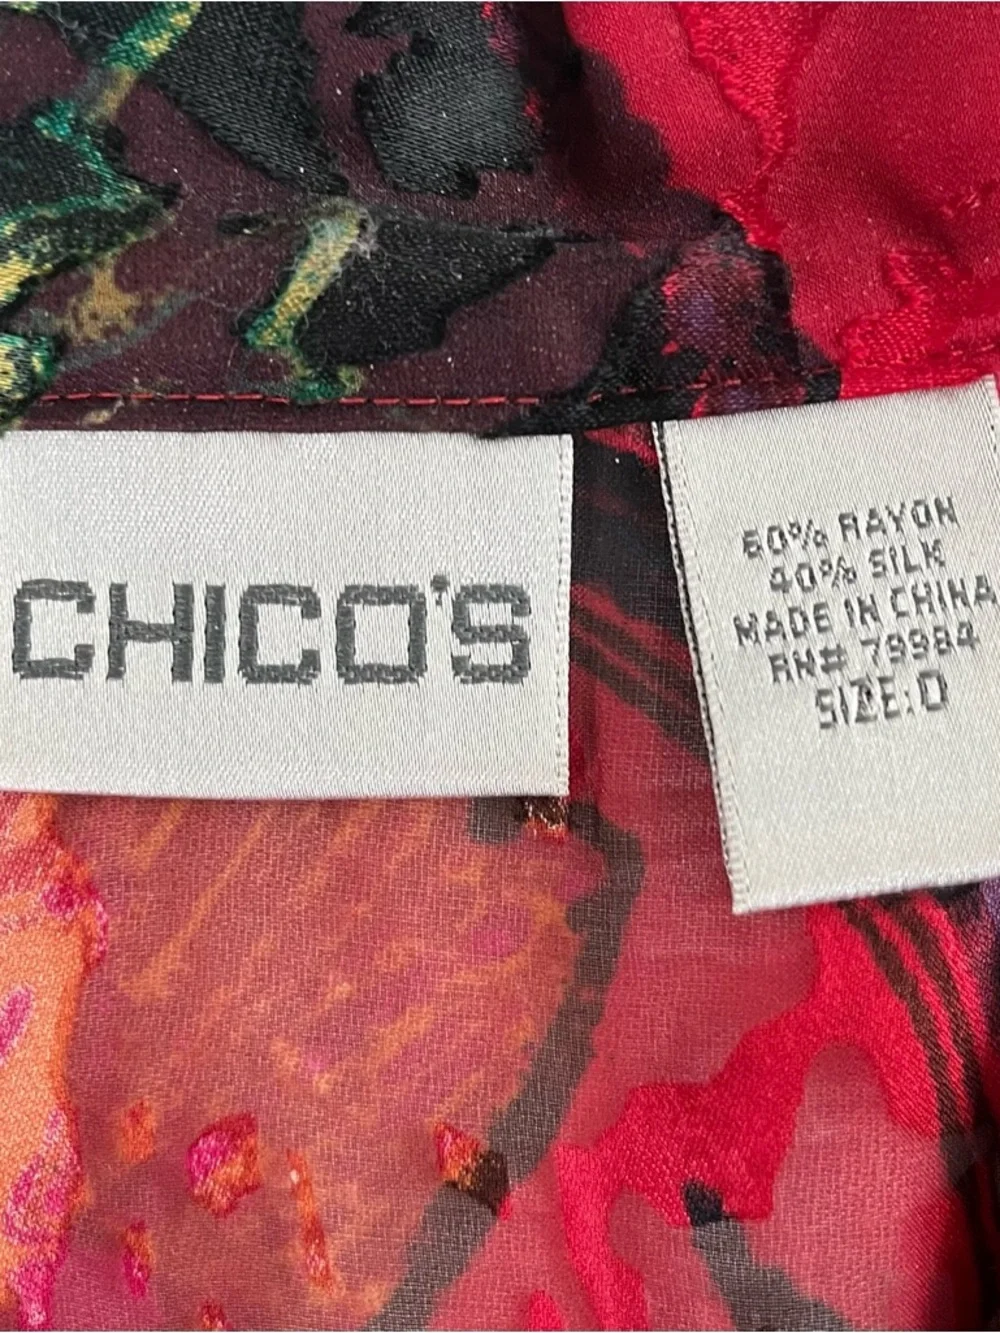 CHICO'S
60% RAYON
40% SILK
MADE IN CHINA
RN# 79984
SIZE:0